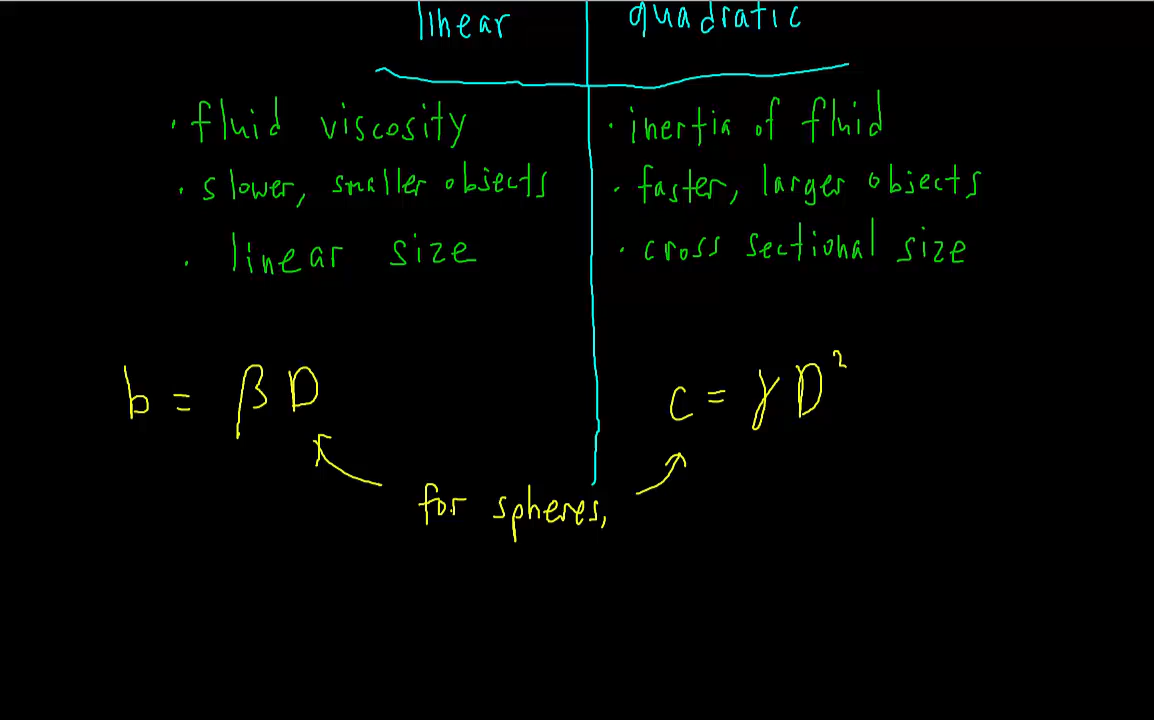 linear quadratic
· fluid viscosity · inertia of fluid
· slower, smaller objects · faster, larger objects
· linear size · cross sectional size
b = βD c = γD²
for spheres,